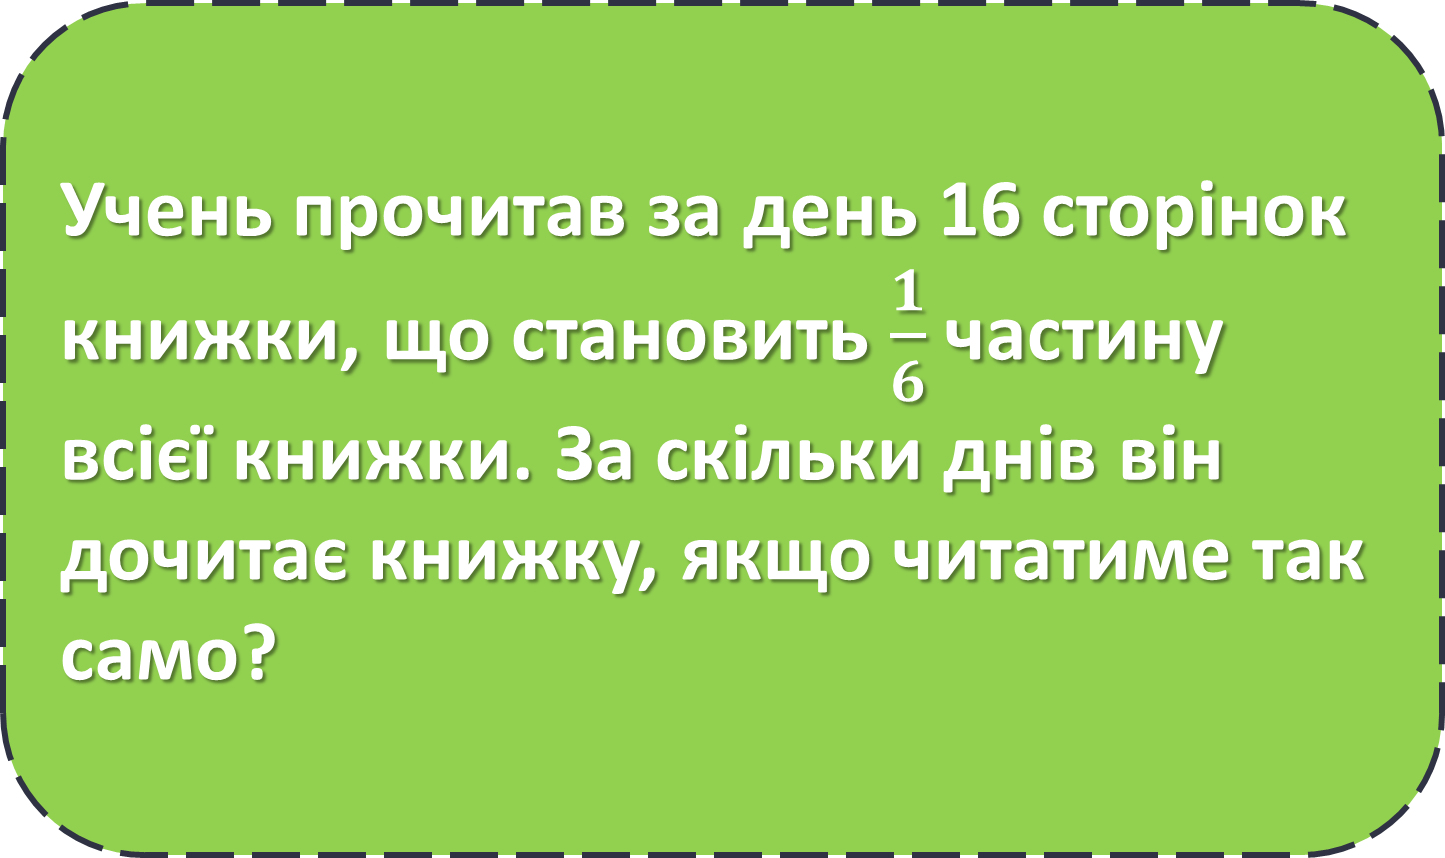 Учень прочитав за день 16 сторінок
книжки, що становить 1/6 частину
всієї книжки. За скільки днів він
дочитає книжку, якщо читатиме так
само?